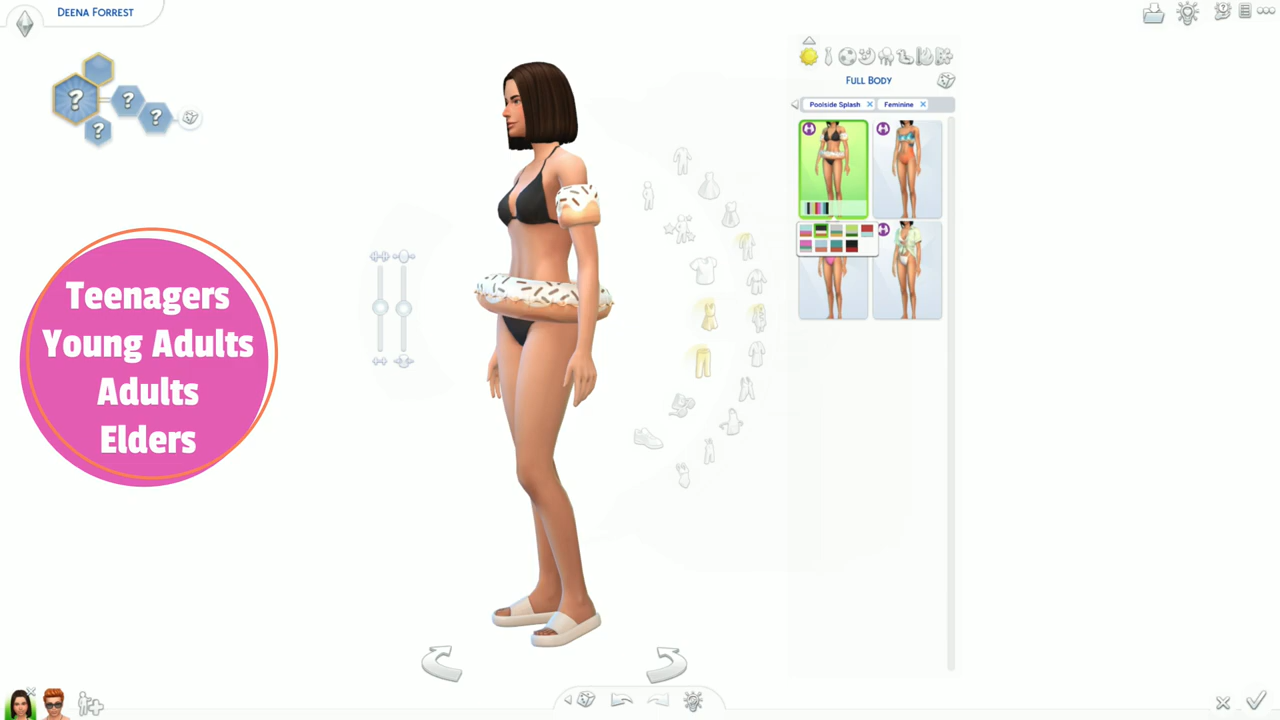 Deena Forrest
Full Body
Poolside Splash X Feminine X
Teenagers
Young Adults
Adults
Elders